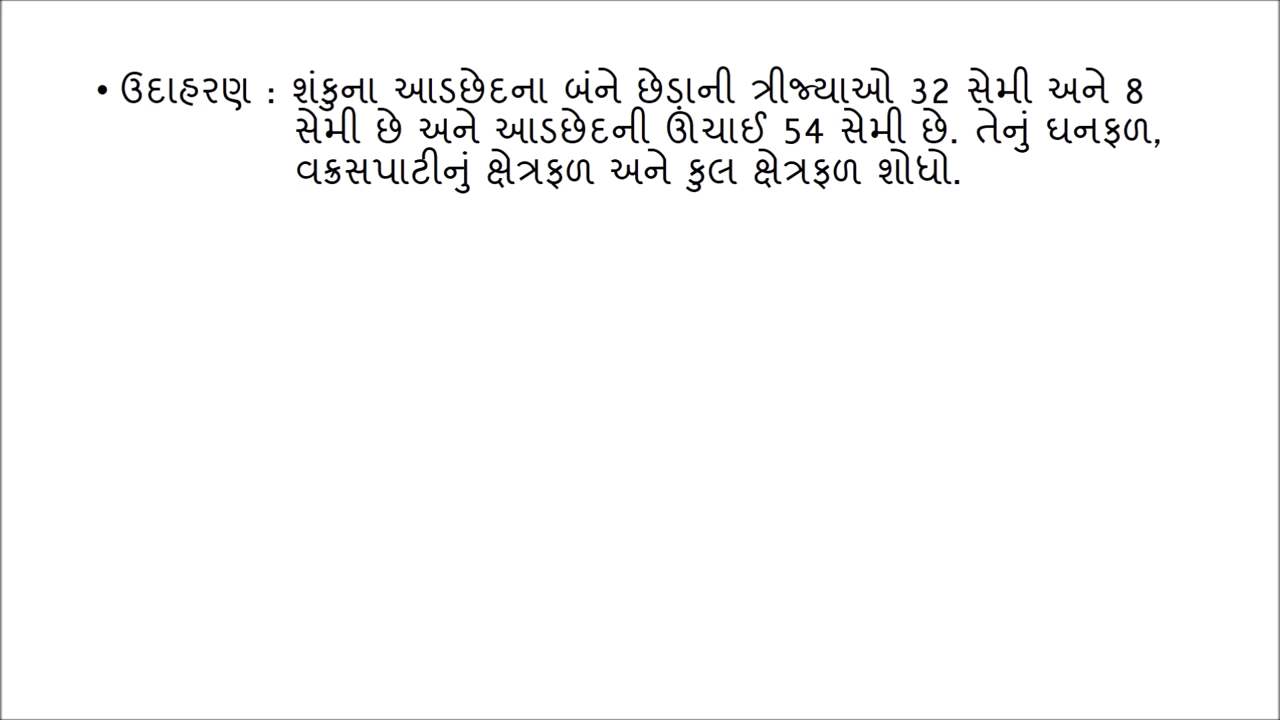 • ઉદાહરણ : શંકુના આડછેદના બંને છેડાની ત્રીજ્યાઓ 32 સેમી અને 8
સેમી છે અને આડછેદની ઊંચાઈ 54 સેમી છે. તેનું ઘનફળ,
વક્રસપાટીનું ક્ષેત્રફળ અને કુલ ક્ષેત્રફળ શોધો.